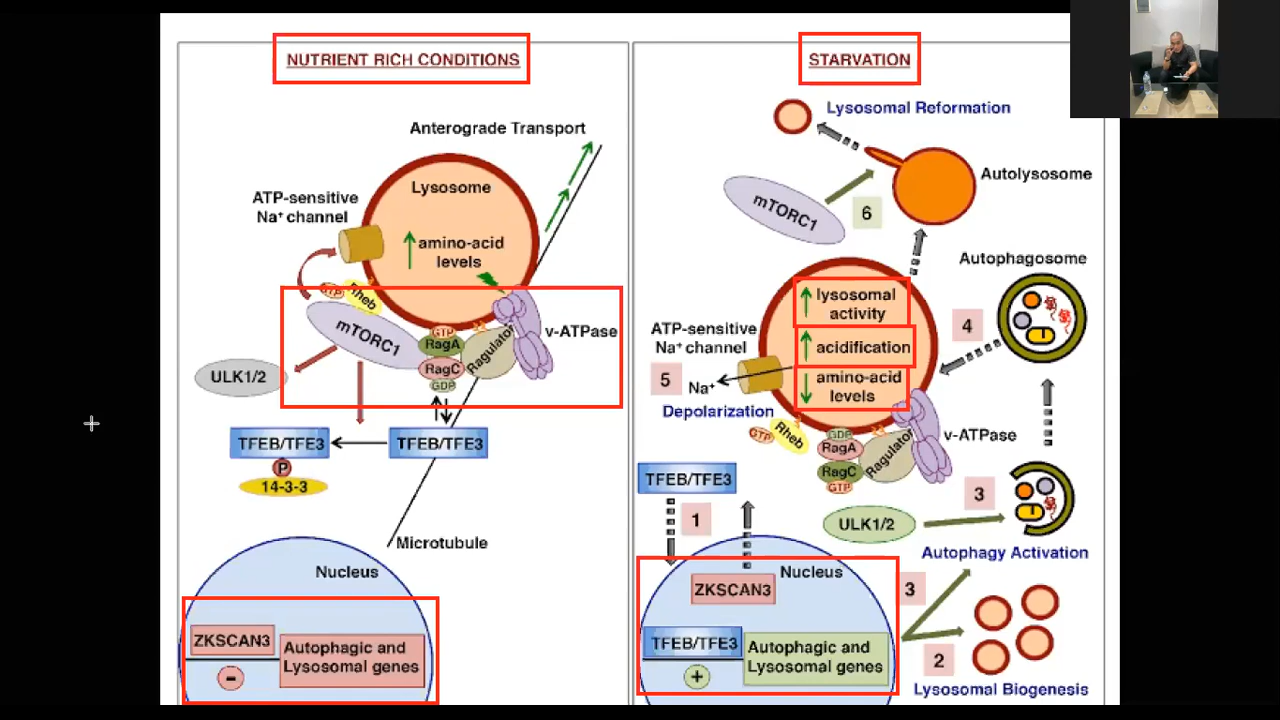 NUTRIENT RICH CONDITIONS
Anterograde Transport
Lysosome
ATP-sensitive
Na⁺ channel
amino-acid
levels
GTP
Rheb
mTORC1
GTP
RagA
RagC
GDP
Ragulator
v-ATPase
ULK1/2
TFEB/TFE3
TFEB/TFE3
P
14-3-3
Microtubule
Nucleus
ZKSCAN3
-
Autophagic and
Lysosomal genes
STARVATION
Lysosomal Reformation
Autolysosome
mTORC1
6
Autophagosome
lysosomal
activity
acidification
amino-acid
levels
4
ATP-sensitive
Na⁺ channel
5
Na⁺
Depolarization
GTP
Rheb
GDP
RagA
RagC
GTP
Ragulator
v-ATPase
TFEB/TFE3
1
ULK1/2
3
Autophagy Activation
Nucleus
ZKSCAN3
TFEB/TFE3
+
Autophagic and
Lysosomal genes
3
2
Lysosomal Biogenesis